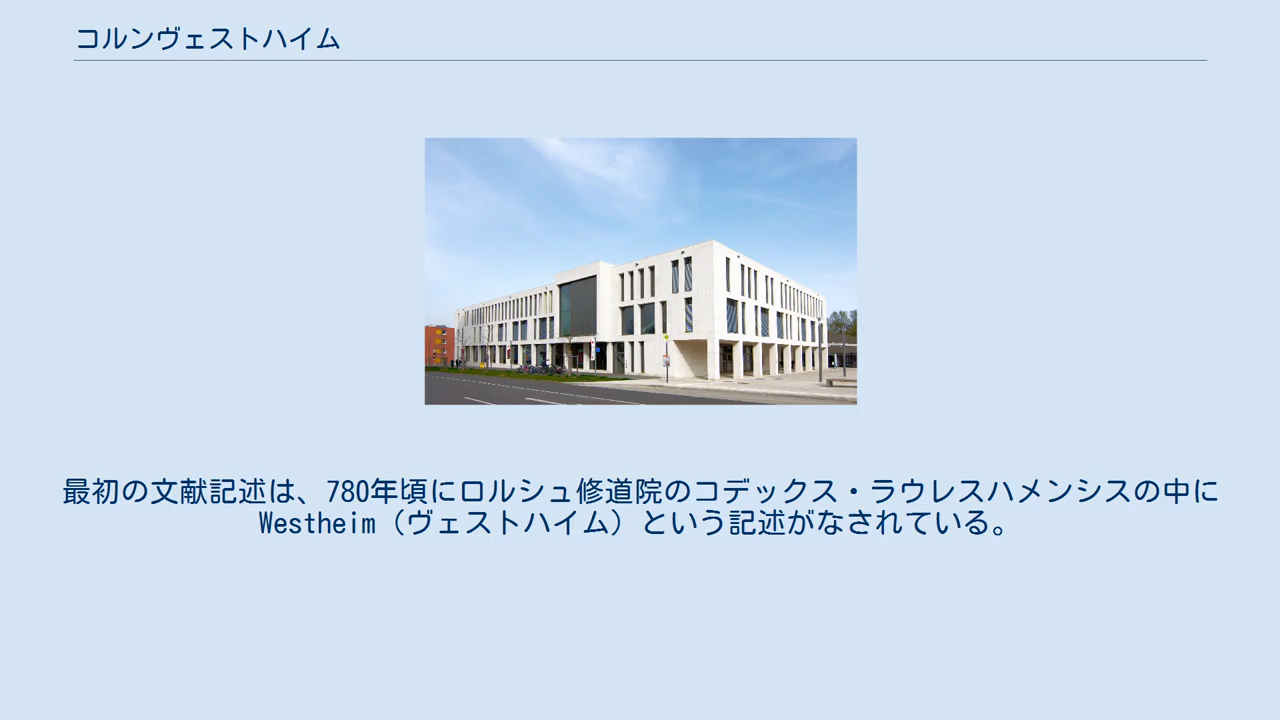 コルンヴェストハイム
最初の文献記述は、780年頃にロルシュ修道院のコデックス・ラウレスハメンシスの中に
Westheim（ヴェストハイム）という記述がなされている。